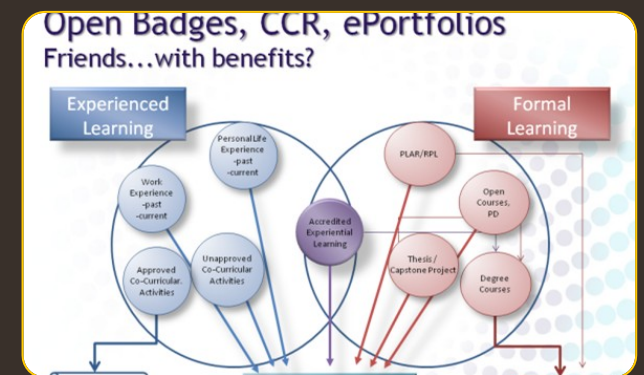 Open Badges, CCR, ePortfolios
Friends...with benefits?
Experienced
Learning
Formal
Learning
Personal Life
Experience
-past
-current
PLAR/RPL
Work
Experience
-past
-current
Open
Courses,
PD
Accredited
Experiential
Learning
Approved
Co-Curricular.
Activities
Unapproved
Co-Curricular
Activities
Thesis /
Capstone Project
Degree
Courses